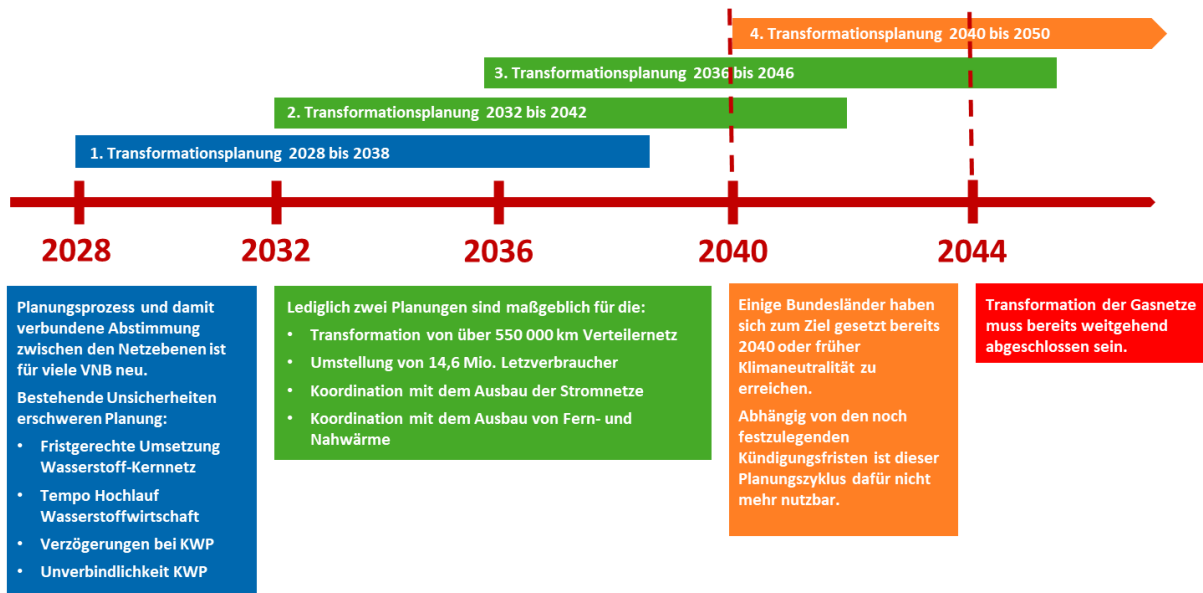 4. Transformationsplanung 2040 bis 2050
3. Transformationsplanung 2036 bis 2046
2. Transformationsplanung 2032 bis 2042
1. Transformationsplanung 2028 bis 2038
2028
2032
2036
2040
2044
Planungsprozess und damit
verbundene Abstimmung
zwischen den Netzebenen ist
für viele VNB neu.
Bestehende Unsicherheiten
erschweren Planung:
• Fristgerechte Umsetzung
Wasserstoff-Kernnetz
• Tempo Hochlauf
Wasserstoffwirtschaft
• Verzögerungen bei KWP
• Unverbindlichkeit KWP
Lediglich zwei Planungen sind maßgeblich für die:
• Transformation von über 550 000 km Verteilernetz
• Umstellung von 14,6 Mio. Letzverbraucher
• Koordination mit dem Ausbau der Stromnetze
• Koordination mit dem Ausbau von Fern- und
Nahwärme
Einige Bundesländer haben
sich zum Ziel gesetzt bereits
2040 oder früher
Klimaneutralität zu
erreichen.
Abhängig von den noch
festzulegenden
Kündigungsfristen ist dieser
Planungszyklus dafür nicht
mehr nutzbar.
Transformation der Gasnetze
muss bereits weitgehend
abgeschlossen sein.